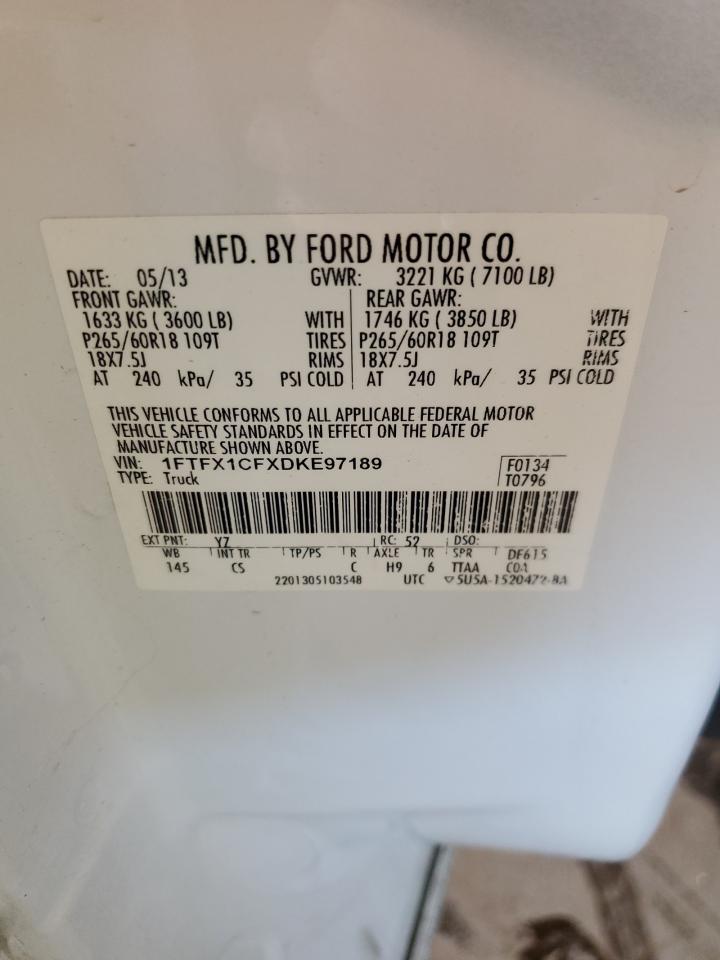 MFD. BY FORD MOTOR CO.
DATE: 05/13 GVWR: 3221 KG ( 7100 LB)
FRONT GAWR: REAR GAWR:
1633 KG ( 3600 LB) WITH 1746 KG ( 3850 LB) WITH
P265/60R18 109T TIRES P265/60R18 109T TIRES
18X7.5J RIMS 18X7.5J RIMS
AT 240 kPa/ 35 PSI COLD AT 240 kPa/ 35 PSI COLD
THIS VEHICLE CONFORMS TO ALL APPLICABLE FEDERAL MOTOR
VEHICLE SAFETY STANDARDS IN EFFECT ON THE DATE OF
MANUFACTURE SHOWN ABOVE.
VIN: 1FTFX1CFXDKE97189 F0134
TYPE: Truck T0796
EXT PNT: YZ RC: 52 DSO:
WB INT TR TP/PS R AXLE TR SPR DF615
145 CS C H9 6 TTAA COA
2201305103548 UTC ▽5U5A-1520472-BA